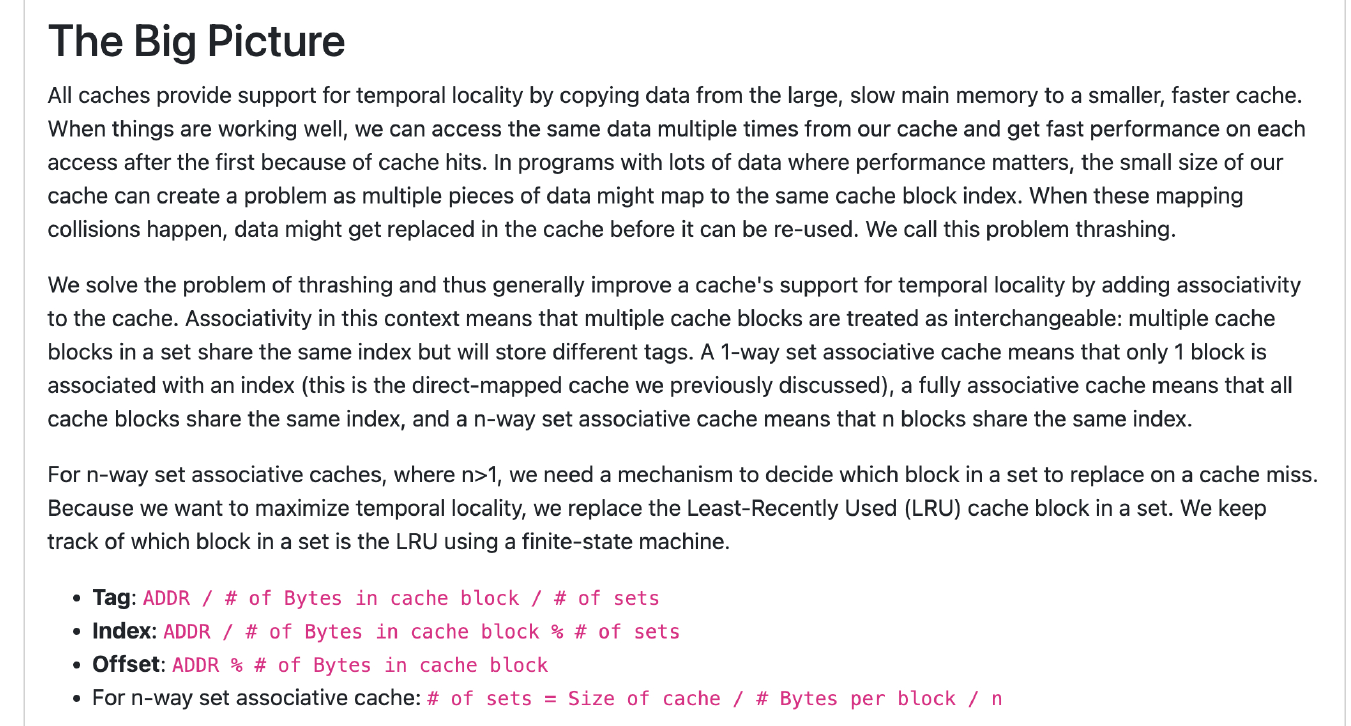 The Big Picture
All caches provide support for temporal locality by copying data from the large, slow main memory to a smaller, faster cache.
When things are working well, we can access the same data multiple times from our cache and get fast performance on each
access after the first because of cache hits. In programs with lots of data where performance matters, the small size of our
cache can create a problem as multiple pieces of data might map to the same cache block index. When these mapping
collisions happen, data might get replaced in the cache before it can be re-used. We call this problem thrashing.
We solve the problem of thrashing and thus generally improve a cache's support for temporal locality by adding associativity
to the cache. Associativity in this context means that multiple cache blocks are treated as interchangeable: multiple cache
blocks in a set share the same index but will store different tags. A 1-way set associative cache means that only 1 block is
associated with an index (this is the direct-mapped cache we previously discussed), a fully associative cache means that all
cache blocks share the same index, and a n-way set associative cache means that n blocks share the same index.
For n-way set associative caches, where n>1, we need a mechanism to decide which block in a set to replace on a cache miss.
Because we want to maximize temporal locality, we replace the Least-Recently Used (LRU) cache block in a set. We keep
track of which block in a set is the LRU using a finite-state machine.
• Tag: ADDR / # of Bytes in cache block / # of sets
• Index: ADDR / # of Bytes in cache block % # of sets
• Offset: ADDR % # of Bytes in cache block
• For n-way set associative cache: # of sets = Size of cache / # Bytes per block / n